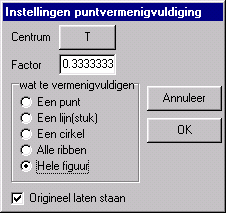 Instellingen puntvermenigvuldiging
Centrum T
Factor 0.3333333
wat te vermenigvuldigen
Een punt
Een lijn(stuk)
Een cirkel
Alle ribben
Hele figuur
Annuleer
OK
Origineel laten staan